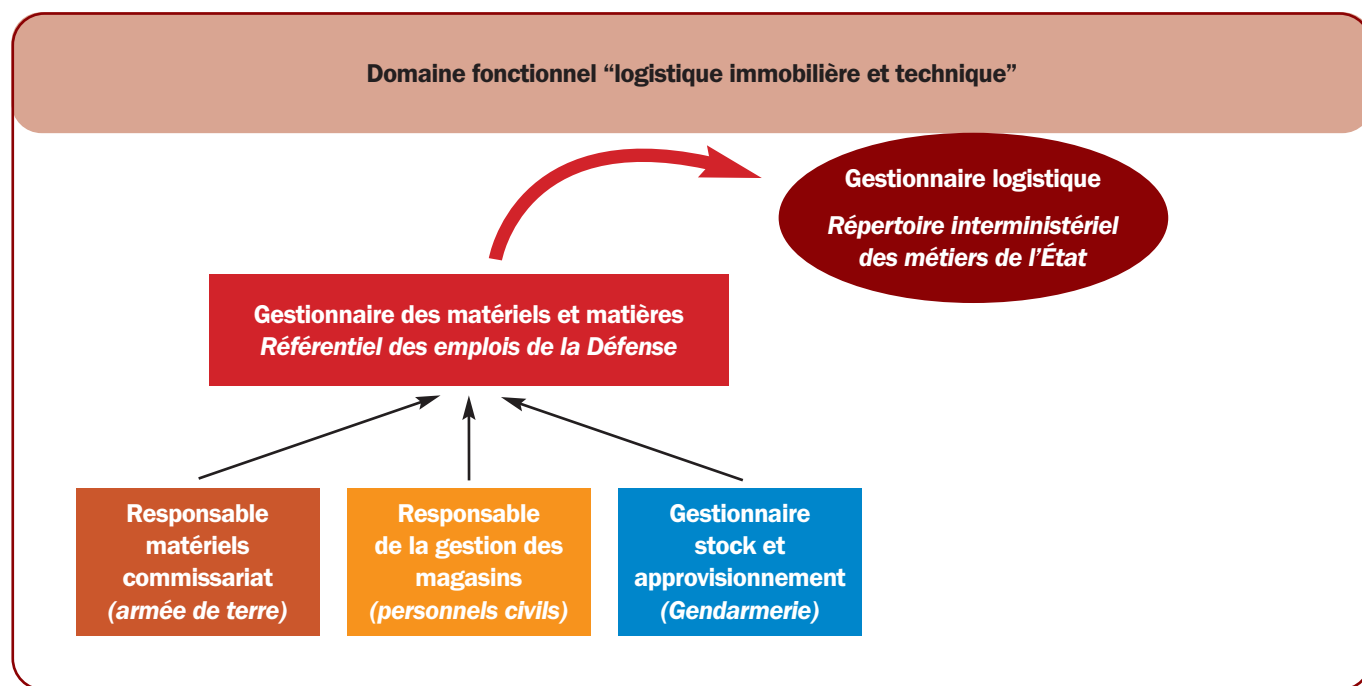 Domaine fonctionnel “logistique immobilière et technique”
Gestionnaire logistique
Répertoire interministériel
des métiers de l’État
Gestionnaire des matériels et matières
Référentiel des emplois de la Défense
Responsable
matériels
commissariat
(armée de terre)
Responsable
de la gestion des
magasins
(personnels civils)
Gestionnaire
stock et
approvisionnement
(Gendarmerie)